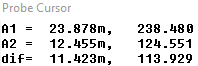 Probe Cursor
A1 = 23.878m, 238.480
A2 = 12.455m, 124.551
dif= 11.423m, 113.929